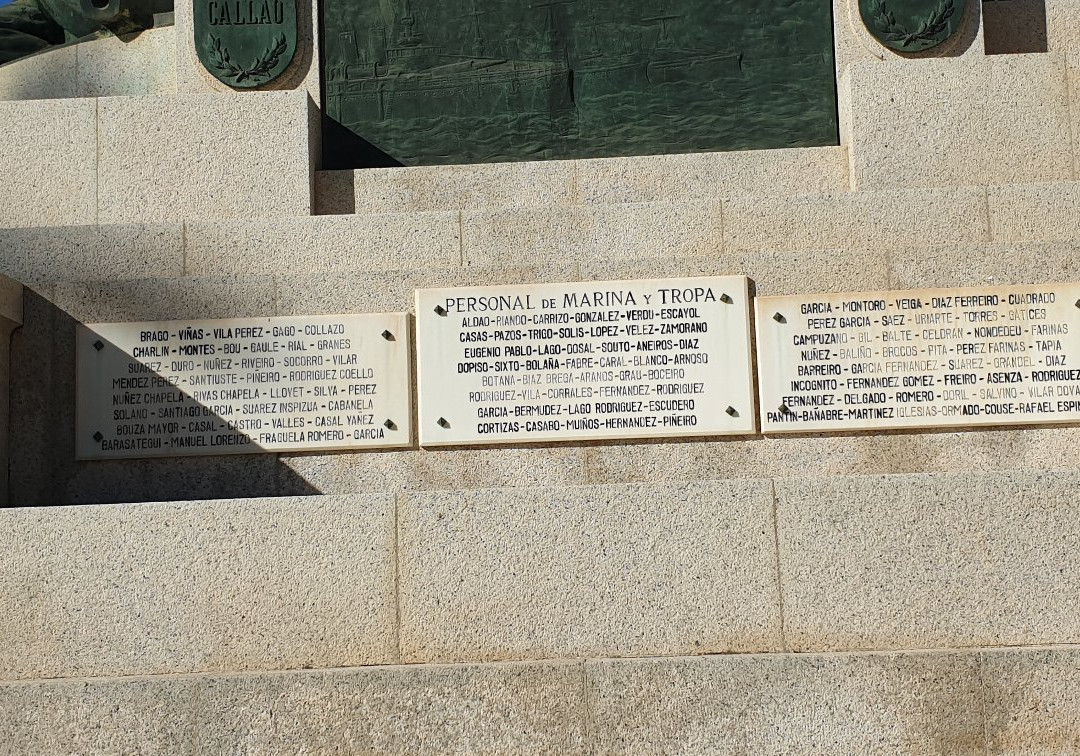 CALLAO
BRAGO - VIÑAS - VILA PEREZ - GAGO - COLLAZO
CHARLIN - MONTES - BOU - GAULE - RIAL - GRANES
SUAREZ - DURO - NUÑEZ - RIVEIRO - SOCORRO - VILAR
MENDEZ PEREZ - SANTIUSTE - PIÑEIRO - RODRIGUEZ COELLO
NUÑEZ CHAPELA - RIVAS CHAPELA - LLOVET - SILVA - PEREZ
SOLANO - SANTIAGO GARCIA - SUAREZ INSPIZUA - CABANELA
BOUZA MAYOR - CASAL - CASTRO - VALLES - CASAL YAÑEZ
BARASATEGUI - MANUEL LORENZO - FRAGUELA ROMERO - GARCIA
PERSONAL DE MARINA Y TROPA
ALDAO-RIANDO-CARRIZO-GONZALEZ-VERDU-ESCAYOL
CASAS-PAZOS-TRIGO-SOLIS-LOPEZ-VELEZ-ZAMORANO
EUGENIO PABLO-LAGO-DOSAL-SOUTO-ANEIROS-DIAZ
DOPISO-SIXTO-BOLAÑA-FABRE-CARAL-BLANCO-ARNOSO
BOTANA-BIAZ BREGA-ARANOS-GRAU-BOCEIRO
RODRIGUEZ-VILA-CORRALES-FERNANDEZ-RODRIGUEZ
GARCIA-BERMUDEZ-LAGO RODRIGUEZ-ESCUDERO
CORTIZAS-CASARO-MUIÑOS-HERNANDEZ-PIÑEIRO
GARCIA - MONTORO - VEIGA - DIAZ FERREIRO - CUADRADO
PEREZ GARCIA - SAEZ - URIARTE - TORRES - GATICES
CAMPUZANO - GIL - BALTE - CELDRAN - NONDEDEU - FARINAS
NUÑEZ - BALIÑO - BROCOS - PITA - PEREZ FARINAS - TAPIA
BARREIRO - GARCIA FERNANDEZ - SUAREZ - GRANDEL - DIAZ
INCOGNITO - FERNANDEZ GOMEZ - FREIRO - ASENZA - RODRIGUEZ
FERNANDEZ - DELGADO - ROMERO - DORIL - SALVINO - VILAR
PANTIN-BAÑABRE-MARTINEZ IGLESIAS-ORMADO-COUSE-RAFAEL